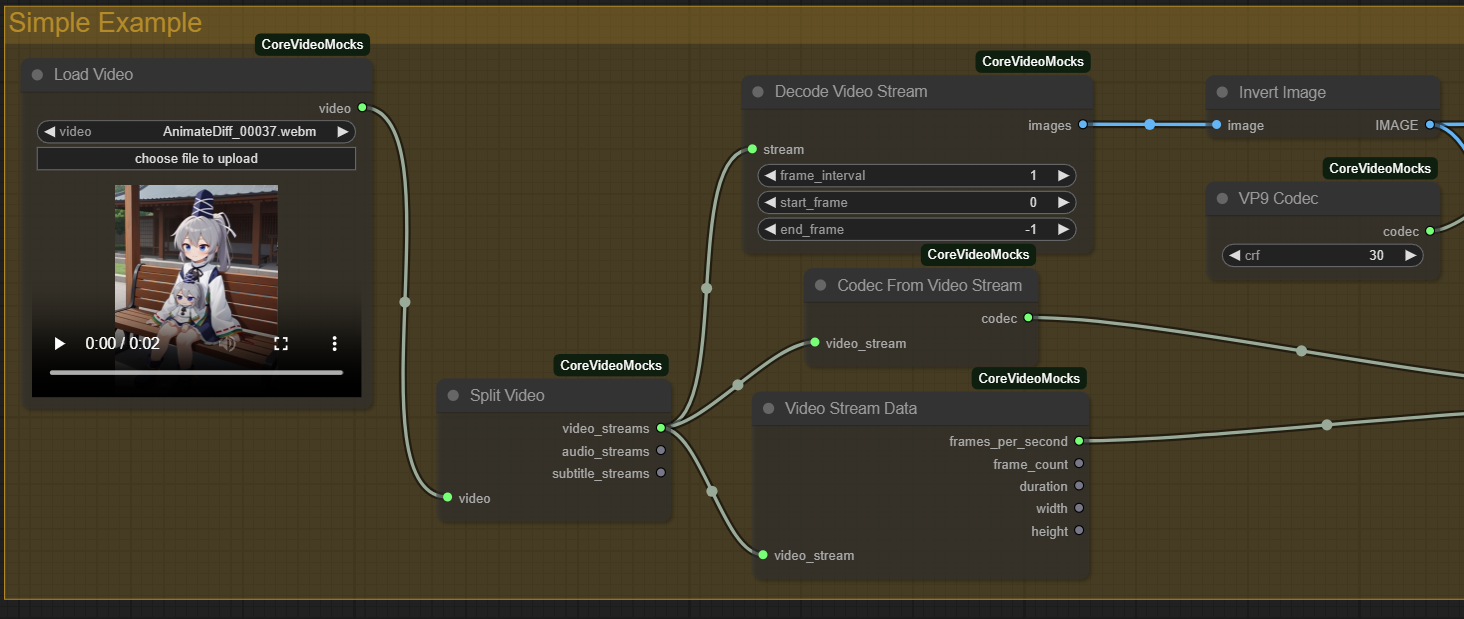 Simple Example
CoreVideoMocks
Load Video
video
video AnimateDiff_00037.webm
choose file to upload
0:00 / 0:02
CoreVideoMocks
Split Video
video_streams
audio_streams
subtitle_streams
video
CoreVideoMocks
Decode Video Stream
images
stream
frame_interval 1
start_frame 0
end_frame -1
CoreVideoMocks
Codec From Video Stream
codec
video_stream
CoreVideoMocks
Video Stream Data
frames_per_second
frame_count
duration
width
height
video_stream
Invert Image
image IMAGE
CoreVideoMocks
VP9 Codec
codec
crf 30